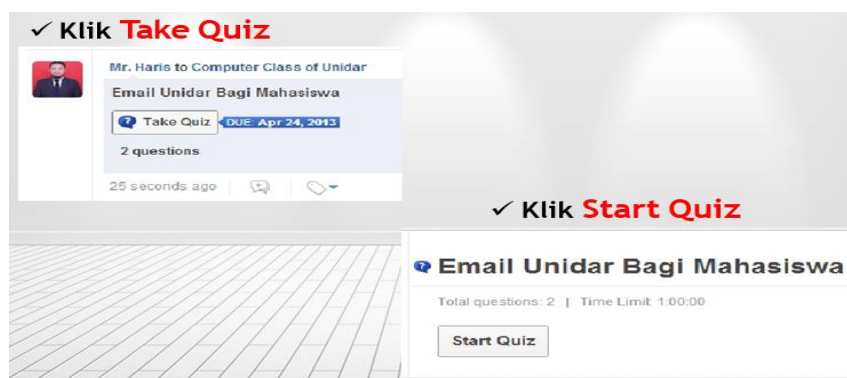 ✓ Klik Take Quiz
Mr. Haris to Computer Class of Unidar
Email Unidar Bagi Mahasiswa
Take Quiz DUE: Apr 24, 2013
2 questions
25 seconds ago
✓ Klik Start Quiz
Email Unidar Bagi Mahasiswa
Total questions: 2 | Time Limit: 1:00:00
Start Quiz